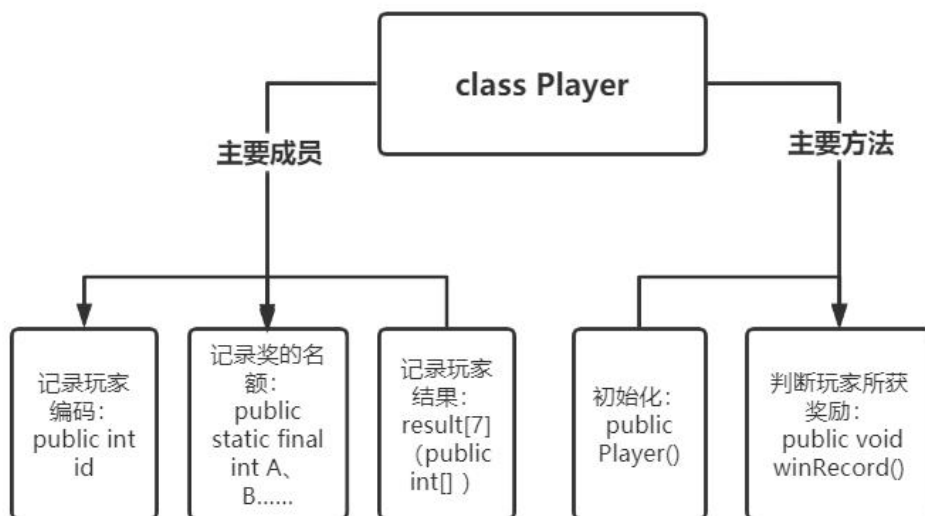 class Player
主要成员
主要方法
记录玩家
编码：
public int
id
记录奖的名
额：
public
static final
int A、
B……
记录玩家
结果：
result[7]
（public
int[] ）
初始化：
public
Player()
判断玩家所获
奖励：
public void
winRecord()